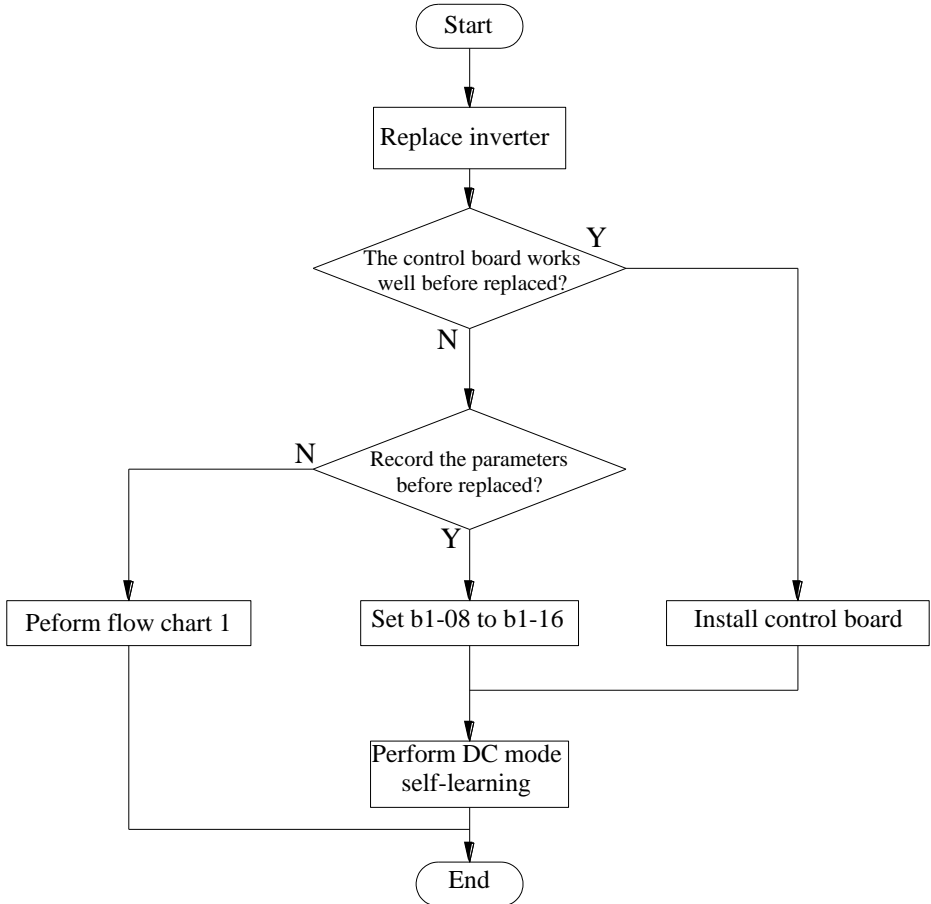 Start
Replace inverter
Y
The control board works
well before replaced?
N
N
Record the parameters
before replaced?
Y
Peform flow chart 1
Set b1-08 to b1-16
Install control board
Perform DC mode
self-learning
End